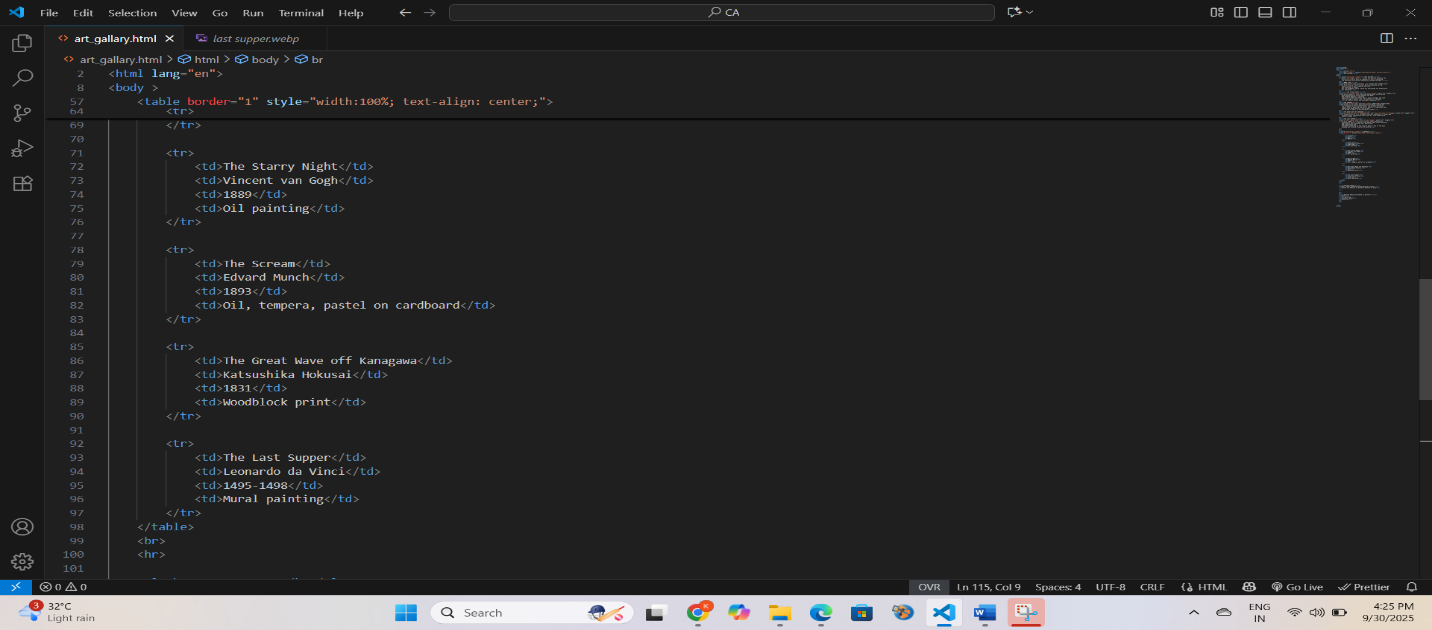 File Edit Selection View Go Run Terminal Help
CA
art_gallary.html
last supper.webp
art_gallary.html > html > body > br
2 <html lang="en">
8 <body >
57 <table border="1" style="width:100%; text-align: center;">
64 <tr>
69 </tr>
70
71 <tr>
72 <td>The Starry Night</td>
73 <td>Vincent van Gogh</td>
74 <td>1889</td>
75 <td>Oil painting</td>
76 </tr>
77
78 <tr>
79 <td>The Scream</td>
80 <td>Edvard Munch</td>
81 <td>1893</td>
82 <td>Oil, tempera, pastel on cardboard</td>
83 </tr>
84
85 <tr>
86 <td>The Great Wave off Kanagawa</td>
87 <td>Katsushika Hokusai</td>
88 <td>1831</td>
89 <td>Woodblock print</td>
90 </tr>
91
92 <tr>
93 <td>The Last Supper</td>
94 <td>Leonardo da Vinci</td>
95 <td>1495-1498</td>
96 <td>Mural painting</td>
97 </tr>
98 </table>
99 <br>
100 <hr>
101
0 0 OVR Ln 115, Col 9 Spaces: 4 UTF-8 CRLF HTML Go Live Prettier
3 32°C
Light rain
Search
K
ENG
IN
4:25 PM
9/30/2025